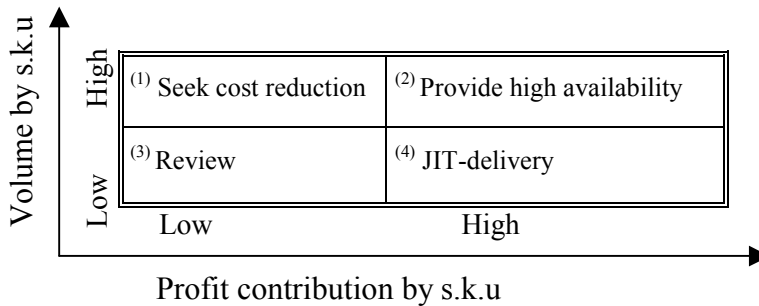 Volume by s.k.u
High
(1) Seek cost reduction
(2) Provide high availability
Low
(3) Review
(4) JIT-delivery
Low
High
Profit contribution by s.k.u